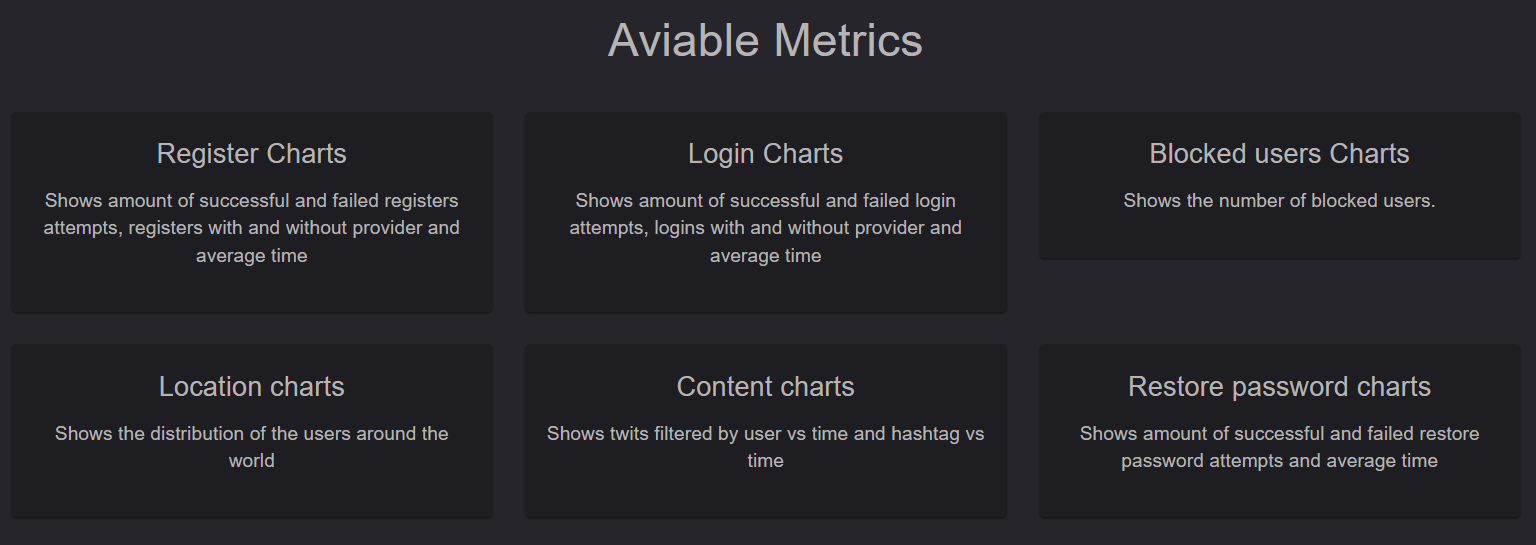 Aviable Metrics
Register Charts
Shows amount of successful and failed registers
attempts, registers with and without provider and
average time
Login Charts
Shows amount of successful and failed login
attempts, logins with and without provider and
average time
Blocked users Charts
Shows the number of blocked users.
Location charts
Shows the distribution of the users around the
world
Content charts
Shows twits filtered by user vs time and hashtag vs
time
Restore password charts
Shows amount of successful and failed restore
password attempts and average time